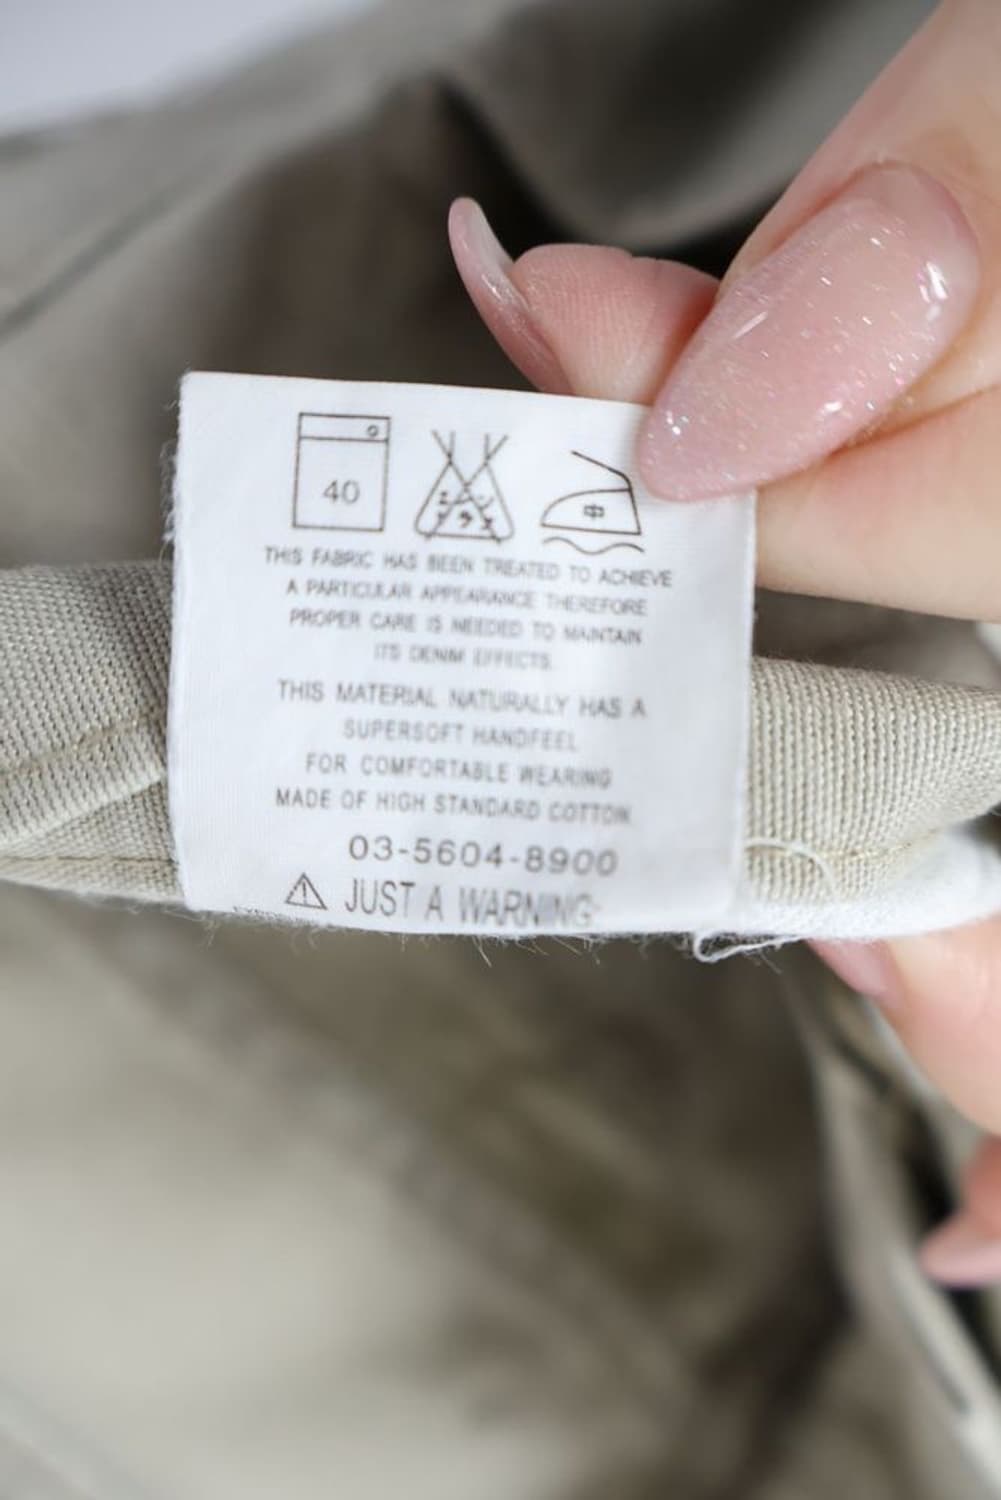 40
中
THIS FABRIC HAS BEEN TREATED TO ACHIEVE
A PARTICULAR APPEARANCE THEREFORE
PROPER CARE IS NEEDED TO MAINTAIN
ITS DENIM EFFECTS.
THIS MATERIAL NATURALLY HAS A
SUPERSOFT HANDFEEL
FOR COMFORTABLE WEARING
MADE OF HIGH STANDARD COTTON
03-5604-8900
JUST A WARNING